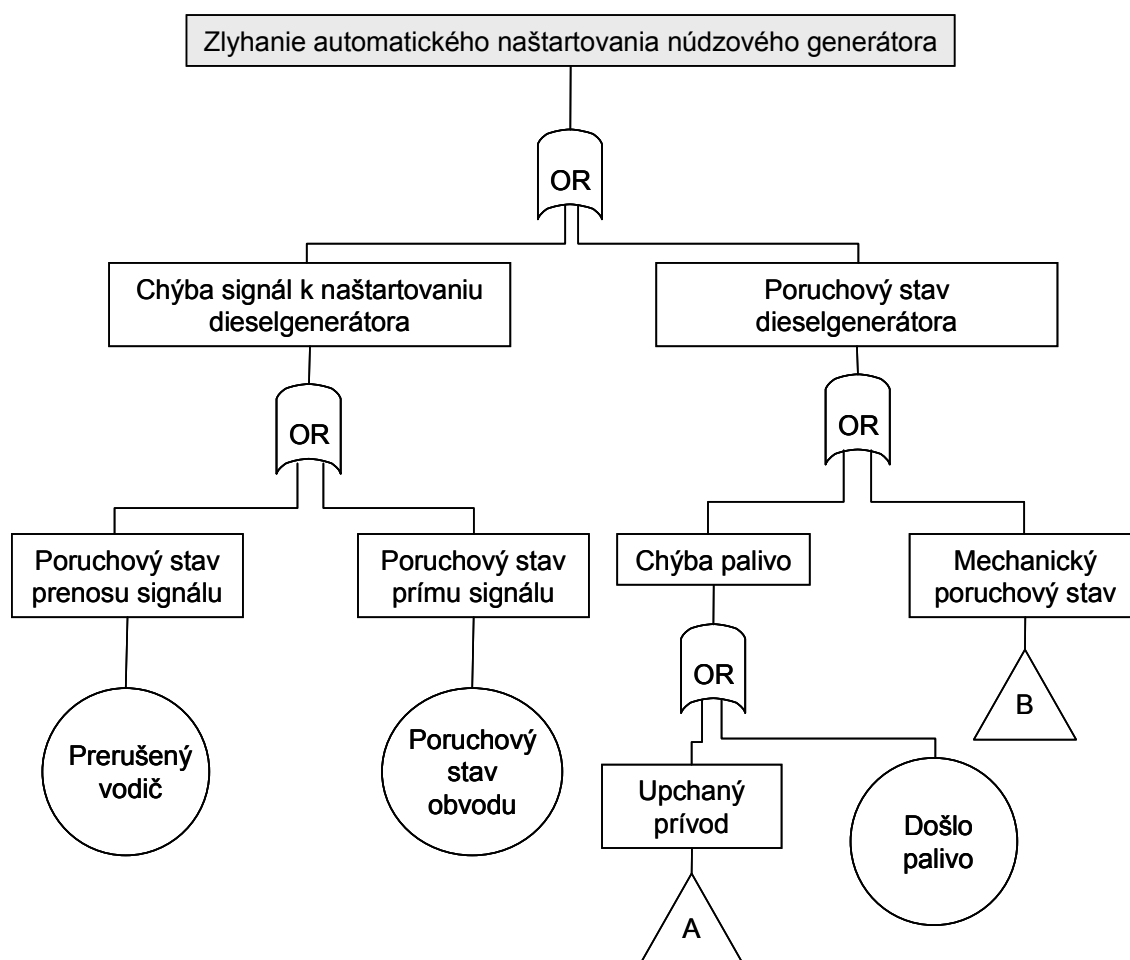 Zlyhanie automatického naštartovania núdzového generátora
OR
Chýba signál k naštartovaniu
dieselgenerátora
Poruchový stav
dieselgenerátora
OR
OR
Poruchový stav
prenosu signálu
Poruchový stav
prímu signálu
Chýba palivo
Mechanický
poruchový stav
OR
B
Prerušený
vodič
Poruchový
stav
obvodu
Upchaný
prívod
Došlo
palivo
A